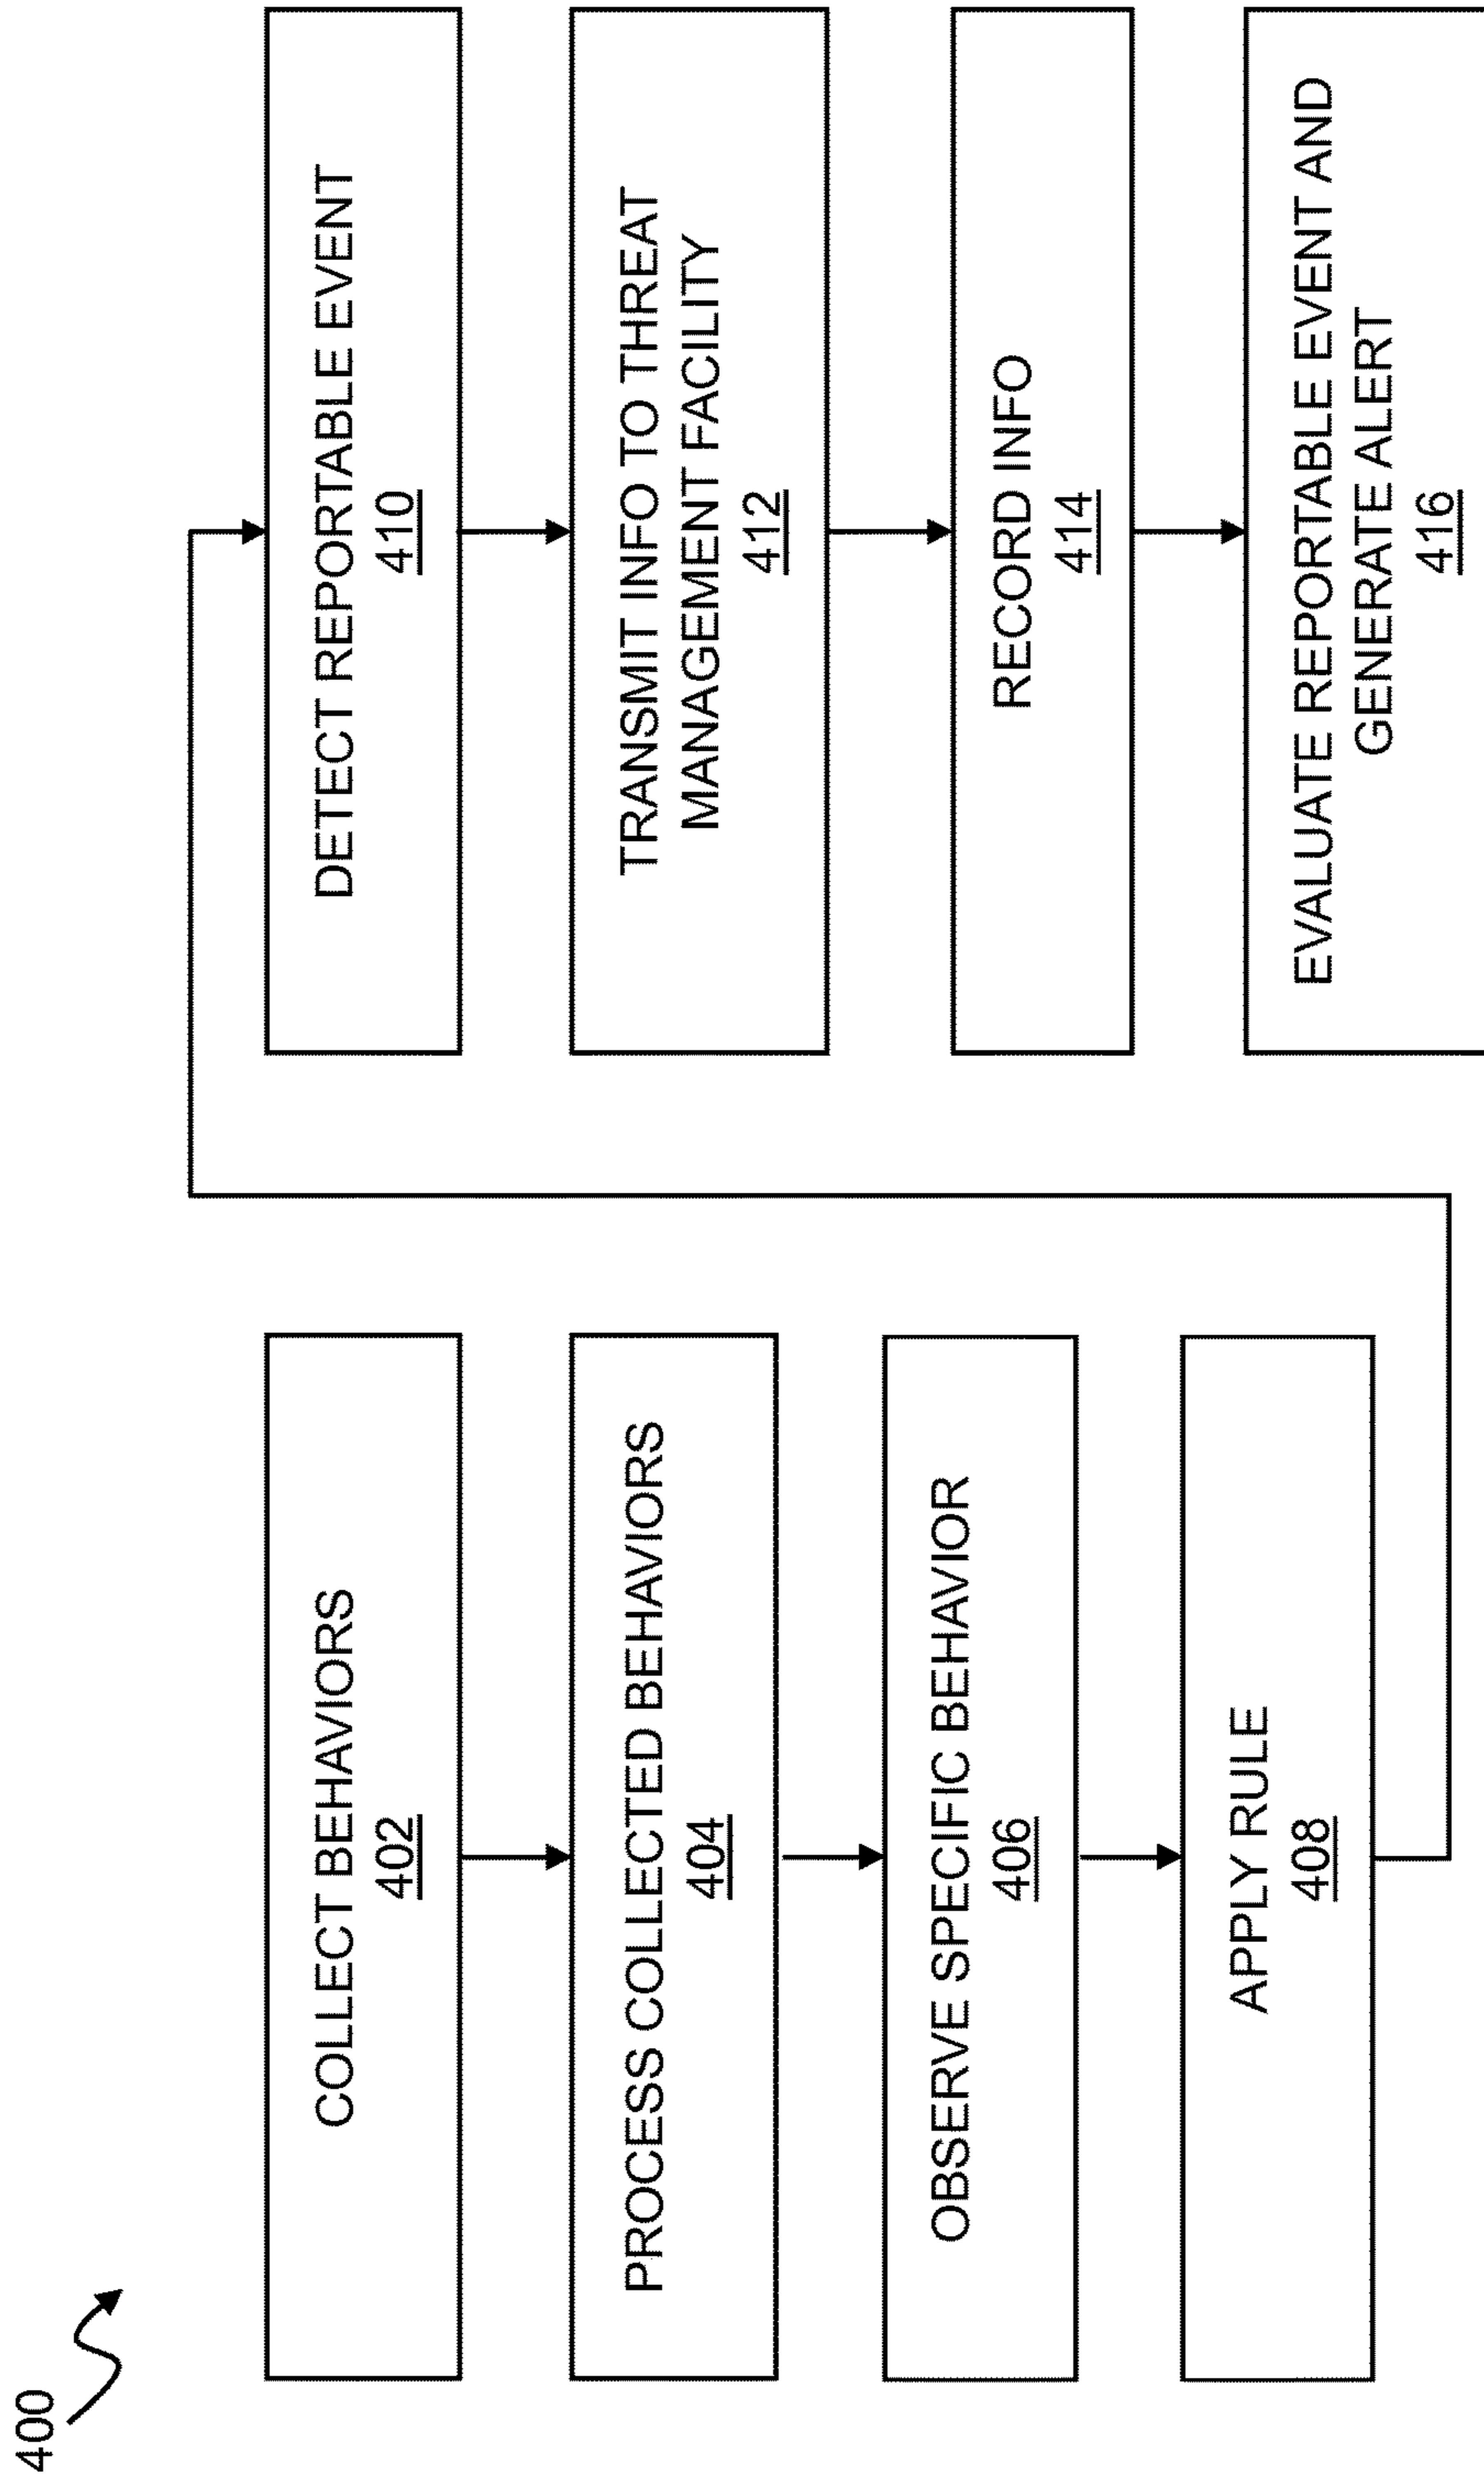 400
COLLECT BEHAVIORS
402
PROCESS COLLECTED BEHAVIORS
404
OBSERVE SPECIFIC BEHAVIOR
406
APPLY RULE
408
DETECT REPORTABLE EVENT
410
TRANSMIT INFO TO THREAT
MANAGEMENT FACILITY
412
RECORD INFO
414
EVALUATE REPORTABLE EVENT AND
GENERATE ALERT
416